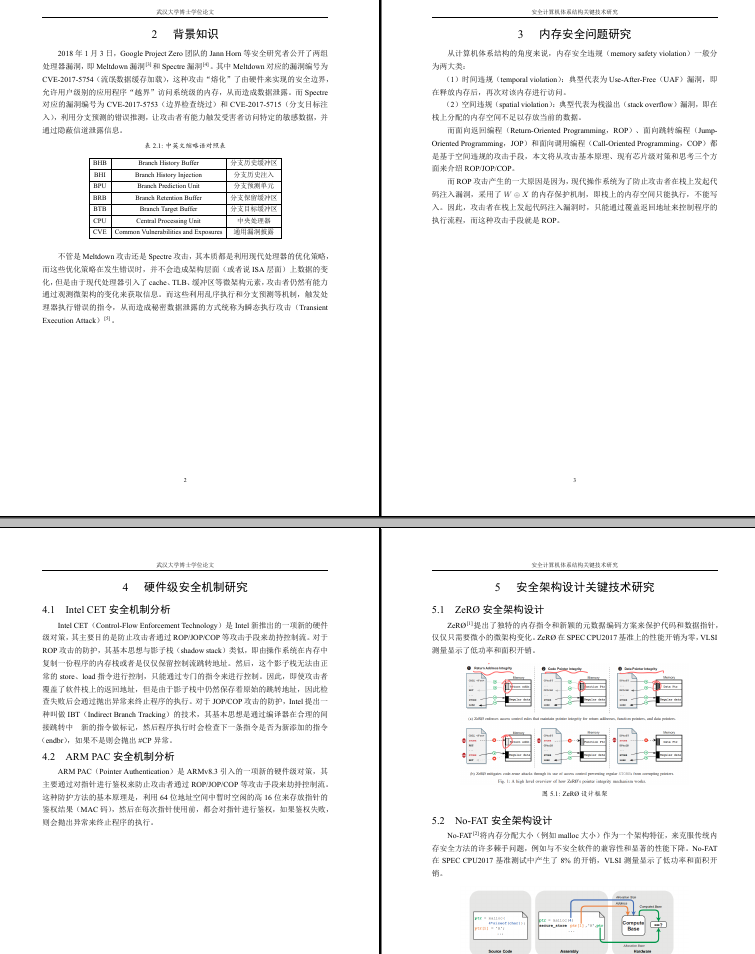 武汉大学博士学位论文
2 背景知识
2018 年 1 月 3 日，Google Project Zero 团队的 Jann Horn 等安全研究者公开了两组
处理器漏洞，即 Meltdown 漏洞[3]和 Spectre 漏洞[4]。其中 Meltdown 对应的漏洞编号为
CVE-2017-5754（流氓数据缓存加载），这种攻击“熔化”了由硬件来实现的安全边界，
允许用户级别的应用程序“越界”访问系统级的内存，从而造成数据泄露。而 Spectre
对应的漏洞编号为 CVE-2017-5753（边界检查绕过）和 CVE-2017-5715（分支目标注
入），利用分支预测的错误推测，让攻击者有能力触发受害者访问特定的敏感数据，并
通过隐蔽信道泄露信息。
表 2.1: 中英文缩略语对照表
BHB Branch History Buffer 分支历史缓冲区
BHI Branch History Injection 分支历史注入
BPU Branch Prediction Unit 分支预测单元
BRB Branch Retention Buffer 分支保留缓冲区
BTB Branch Target Buffer 分支目标缓冲区
CPU Central Processing Unit 中央处理器
CVE Common Vulnerabilities and Exposures 通用漏洞披露
不管是 Meltdown 攻击还是 Spectre 攻击，其本质都是利用现代处理器的优化策略，
而这些优化策略在发生错误时，并不会造成架构层面（或者说 ISA 层面）上数据的变
化，但是由于现代处理器引入了 cache、TLB、缓冲区等微架构元素，攻击者仍然有能力
通过观测微架构的变化来获取信息。而这些利用乱序执行和分支预测等机制，触发处
理器执行错误的指令，从而造成秘密数据泄露的方式统称为瞬态执行攻击（Transient
Execution Attack）[5]。
2
安全计算机体系结构关键技术研究
3 内存安全问题研究
从计算机体系结构的角度来说，内存安全违规（memory safety violation）一般分
为两大类：
（1）时间违规（temporal violation）：典型代表为 Use-After-Free（UAF）漏洞，即
在释放内存后，再次对该内存进行访问。
（2）空间违规（spatial violation）：典型代表为栈溢出（stack overflow）漏洞，即在
栈上分配的内存空间不足以存放当前的数据。
而面向返回编程（Return-Oriented Programming，ROP）、面向跳转编程（Jump-
Oriented Programming，JOP）和面向调用编程（Call-Oriented Programming，COP）都
是基于空间违规的攻击手段，本文将从攻击基本原理、现有芯片级对策和思考三个方
面来介绍 ROP/JOP/COP。
而 ROP 攻击产生的一大原因是因为，现代操作系统为了防止攻击者在栈上发起代
码注入漏洞，采用了 W ⊕ X 的内存保护机制，即栈上的内存空间只能执行，不能写
入。因此，攻击者在栈上发起代码注入漏洞时，只能通过覆盖返回地址来控制程序的
执行流程，而这种攻击手段就是 ROP。
3
武汉大学博士学位论文
4 硬件级安全机制研究
4.1 Intel CET 安全机制分析
Intel CET（Control-Flow Enforcement Technology）是 Intel 新推出的一项新的硬件
级对策，其主要目的是防止攻击者通过 ROP/JOP/COP 等攻击手段来劫持控制流。对于
ROP 攻击的防护，其基本思想与影子栈（shadow stack）类似，即由操作系统在内存中
复制一份程序的内存栈或者是仅仅保留控制流跳转地址。然后，这个影子栈无法由正
常的 store、load 指令进行控制，只能通过专门的指令来进行控制。因此，即使攻击者
覆盖了软件栈上的返回地址，但是由于影子栈中仍然保存着原始的跳转地址，因此检
查失败后会通过抛出异常来终止程序的执行。对于 JOP/COP 攻击的防护，Intel 提出一
种叫做 IBT（Indirect Branch Tracking）的技术，其基本思想是通过编译器在合理的间
接跳转中一新的指令做标记，然后程序执行时会检查下一条指令是否为新添加的指令
（endbr），如果不是则会抛出 #CP 异常。
4.2 ARM PAC 安全机制分析
ARM PAC（Pointer Authentication）是 ARMv8.3 引入的一项新的硬件级对策，其
主要通过对指针进行鉴权来防止攻击者通过 ROP/JOP/COP 等攻击手段来劫持控制流。
这种防护方法的基本原理是，利用 64 位地址空间中暂时空闲的高 16 位来存放指针的
鉴权结果（MAC 码），然后在每次指针使用前，都会对指针进行鉴权，如果鉴权失败，
则会抛出异常来终止程序的执行。
安全计算机体系结构关键技术研究
5 安全架构设计关键技术研究
5.1 ZeRØ 安全架构设计
ZeRØ[1]提出了独特的内存指令和新颖的元数据编码方案来保护代码和数据指针，
仅仅只需要微小的微架构变化。ZeRØ 在 SPEC CPU2017 基准上的性能开销为零，VLSI
测量显示了低功率和面积开销。
Return Address Integrity
Code Pointer Integrity
Data Pointer Integrity
(a) ZeRØ enforces access control rules that maintain pointer integrity for return addresses, function pointers, and data pointers.
(b) ZeRØ mitigates code reuse attacks through its use of access control preventing regular STOREs from corrupting pointers.
Fig. 1: A high level overview of how ZeRØ's pointer integrity mechanism works.
图 5.1: ZeRØ 设计框架
5.2 No-FAT 安全架构设计
No-FAT[2]将内存分配大小（例如 malloc 大小）作为一个架构特征，来克服传统内
存安全方法的许多棘手问题，例如与不安全软件的兼容性和显著的性能下降。No-FAT
在 SPEC CPU2017 基准测试中产生了 8% 的开销，VLSI 测量显示了低功率和面积开
销。
Allocation Size
Address
Computed Base
Compute
Base
Allocation Base
Source Code
Assembly
Hardware